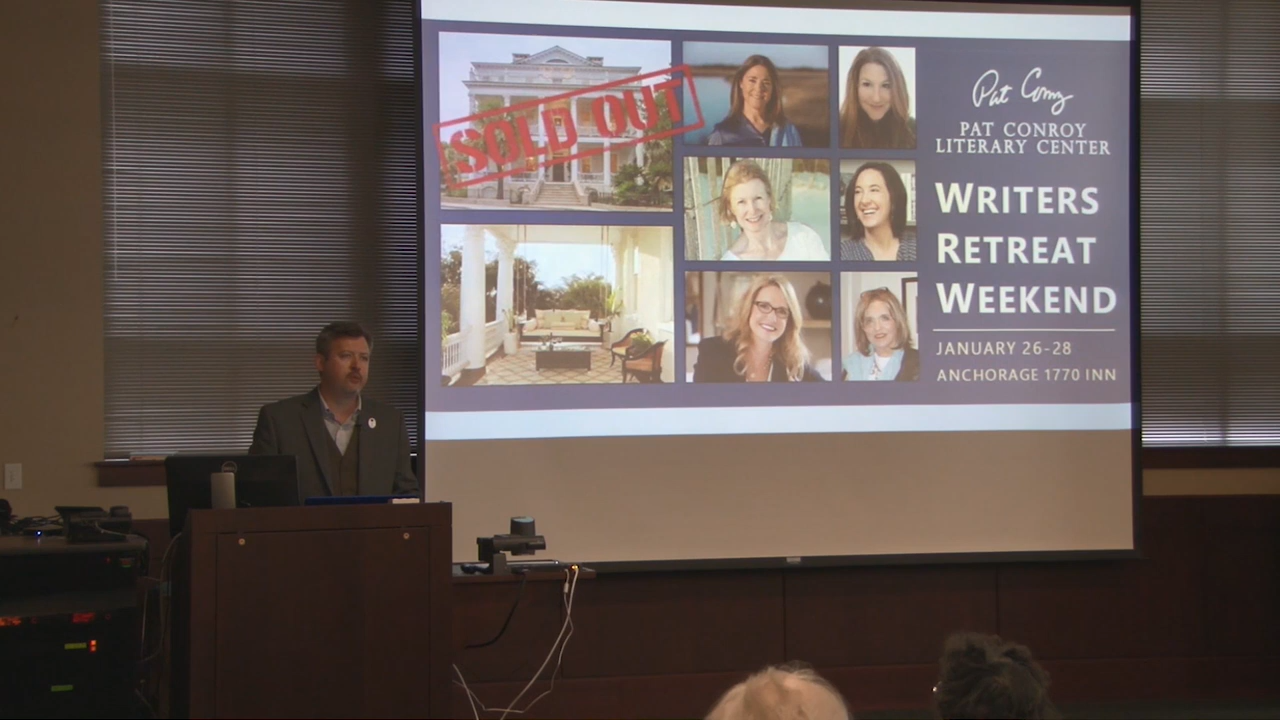 SOLD OUT
Pat Conroy
PAT CONROY
LITERARY CENTER
WRITERS
RETREAT
WEEKEND
JANUARY 26-28
ANCHORAGE 1770 INN